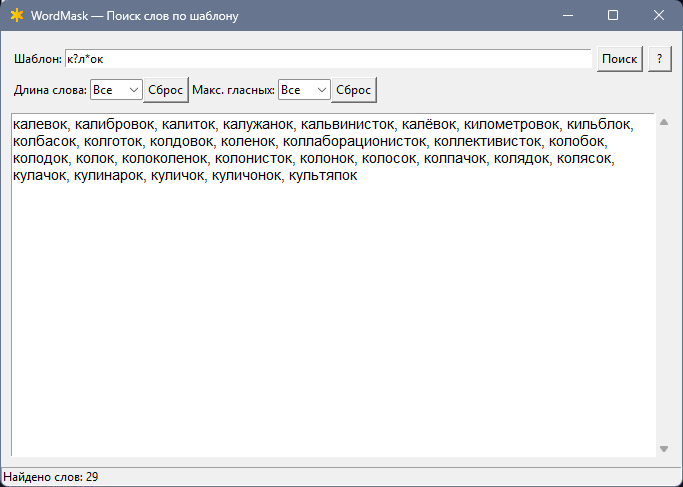 WordMask — Поиск слов по шаблону
Шаблон: к?л*ок Поиск ?
Длина слова: Все Сброс Макс. гласных: Все Сброс
калевок, калибровок, калиток, калужанок, кальвинисток, калёвок, километровок, кильблок,
колбасок, колготок, колдовок, коленок, коллаборационисток, коллективисток, колобок,
колодок, колок, колоколенок, колонисток, колонок, колосок, колпачок, колядок, колясок,
кулачок, кулинарок, куличок, куличонок, культяпок
Найдено слов: 29